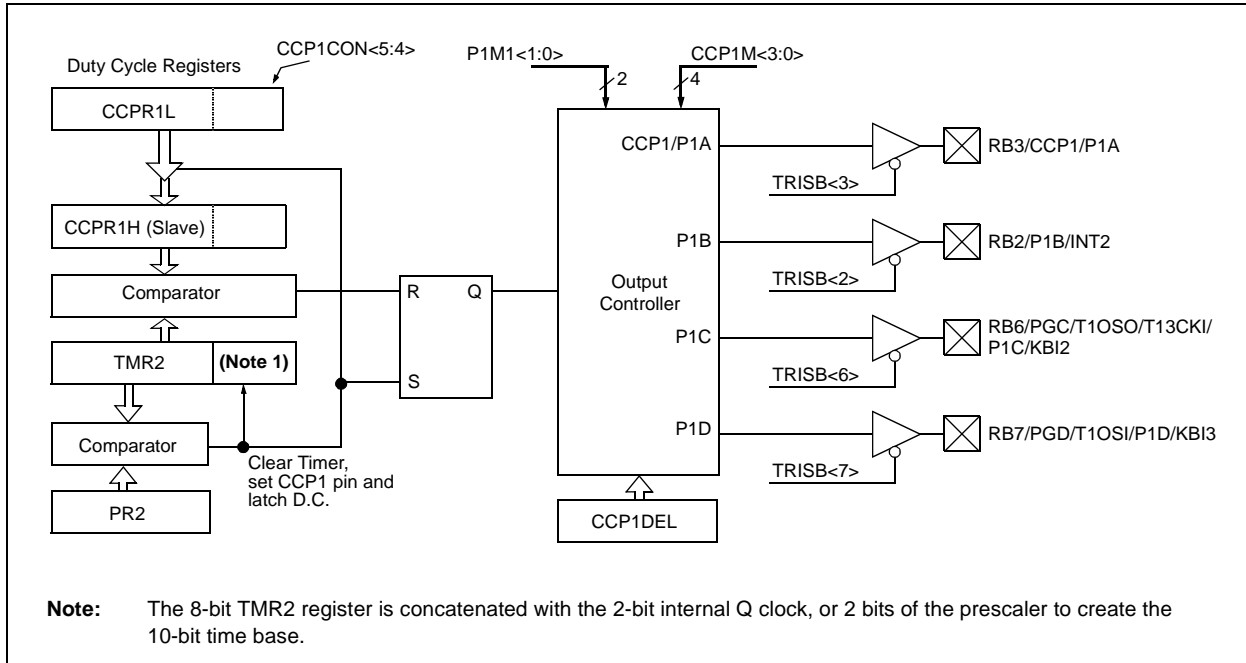 CCP1CON<5:4>
Duty Cycle Registers
CCPR1L
CCPR1H (Slave)
Comparator
TMR2
(Note 1)
Comparator
PR2
Clear Timer,
set CCP1 pin and
latch D.C.
R
Q
S
P1M1<1:0>
2
CCP1M<3:0>
4
CCP1/P1A
P1B
Output
Controller
P1C
P1D
CCP1DEL
TRISB<3>
RB3/CCP1/P1A
TRISB<2>
RB2/P1B/INT2
TRISB<6>
RB6/PGC/T1OSO/T13CKI/
P1C/KBI2
TRISB<7>
RB7/PGD/T1OSI/P1D/KBI3
Note: The 8-bit TMR2 register is concatenated with the 2-bit internal Q clock, or 2 bits of the prescaler to create the
10-bit time base.